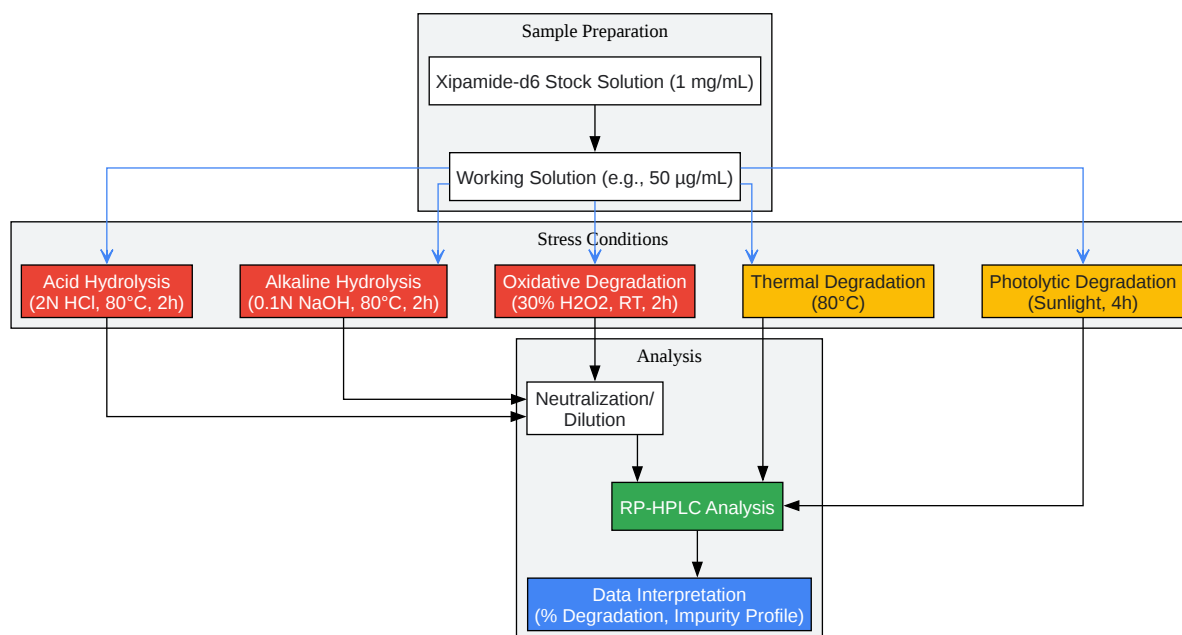 Sample Preparation
Xipamide-d6 Stock Solution (1 mg/mL)
Working Solution (e.g., 50 µg/mL)
Stress Conditions
Acid Hydrolysis
(2N HCl, 80°C, 2h)
Alkaline Hydrolysis
(0.1N NaOH, 80°C, 2h)
Oxidative Degradation
(30% H2O2, RT, 2h)
Thermal Degradation
(80°C)
Photolytic Degradation
(Sunlight, 4h)
Analysis
Neutralization/
Dilution
RP-HPLC Analysis
Data Interpretation
(% Degradation, Impurity Profile)